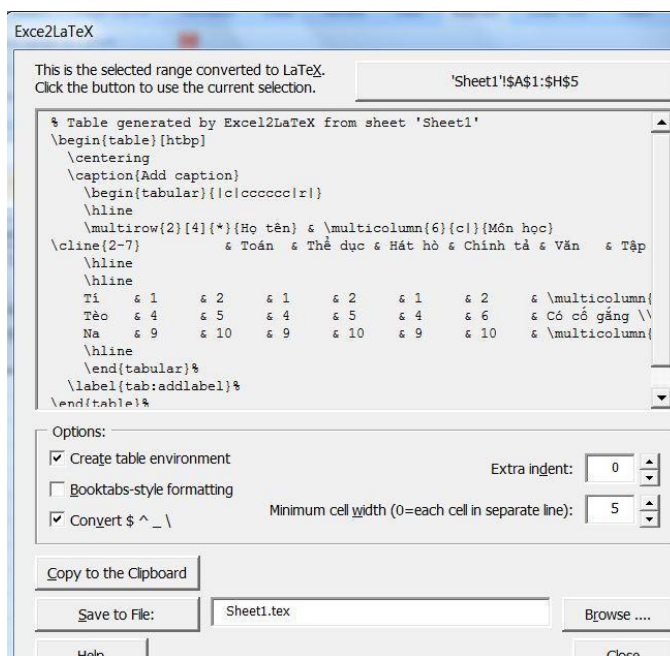 Exce2LaTeX
This is the selected range converted to LaTeX.
Click the button to use the current selection.
'Sheet1'!$A$1:$H$5
% Table generated by Excel2LaTeX from sheet 'Sheet1'
\begin{table}[htbp]
\centering
\caption{Add caption}
\begin{tabular}{|c|cccccc|r|}
\hline
\multirow{2}[4]{*}{Họ tên} & \multicolumn{6}{c|}{Môn học}
\cline{2-7} & Toán & Thể dục & Hát hò & Chính tả & Văn & Tập
\hline
\hline
Tí & 1 & 2 & 1 & 2 & 1 & 2 & \multicolumn{
Tèo & 4 & 5 & 4 & 5 & 4 & 6 & Có cố gắng \\
Na & 9 & 10 & 9 & 10 & 9 & 10 & \multicolumn{
\hline
\end{tabular}%
\label{tab:addlabel}%
\end{table}%
Options:
Create table environment
Booktabs-style formatting
Convert $ ^ _ \
Extra indent: 0
Minimum cell width (0=each cell in separate line): 5
Copy to the Clipboard
Save to File: Sheet1.tex Browse ....
Help Close